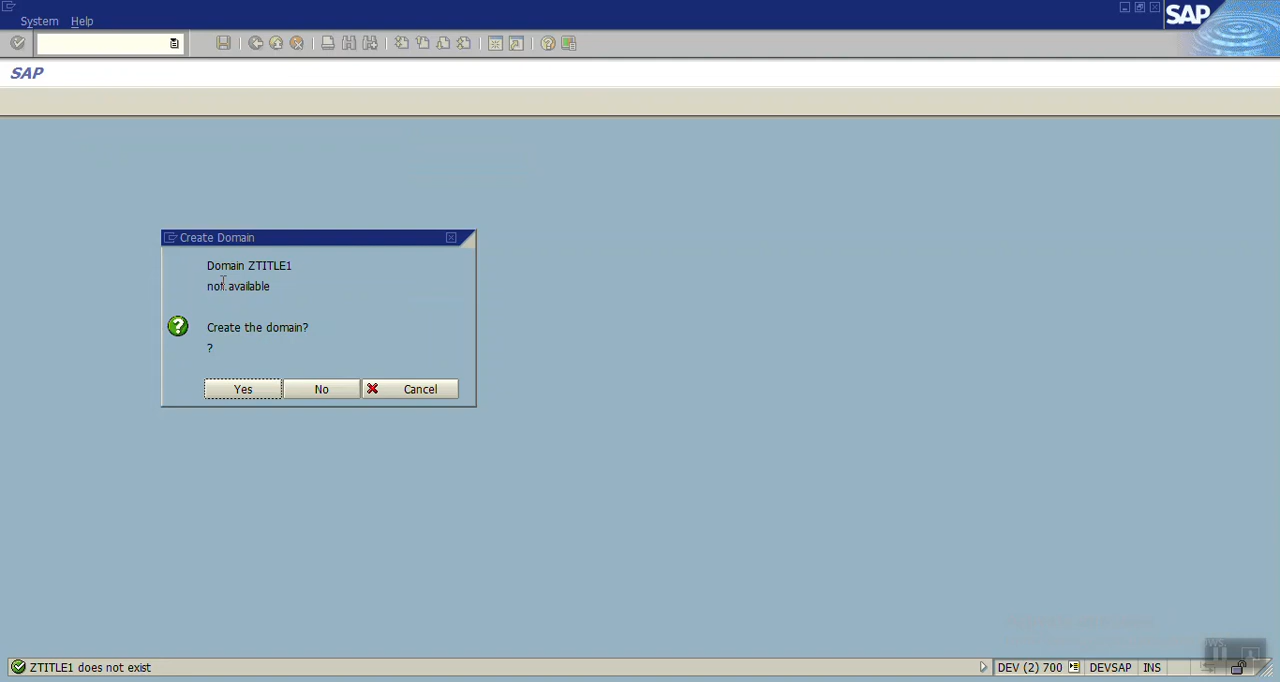 System Help
SAP
SAP
Create Domain
Domain ZTITLE1
not available
Create the domain?
?
Yes No Cancel
ZTITLE1 does not exist
DEV (2) 700 DEVSAP INS